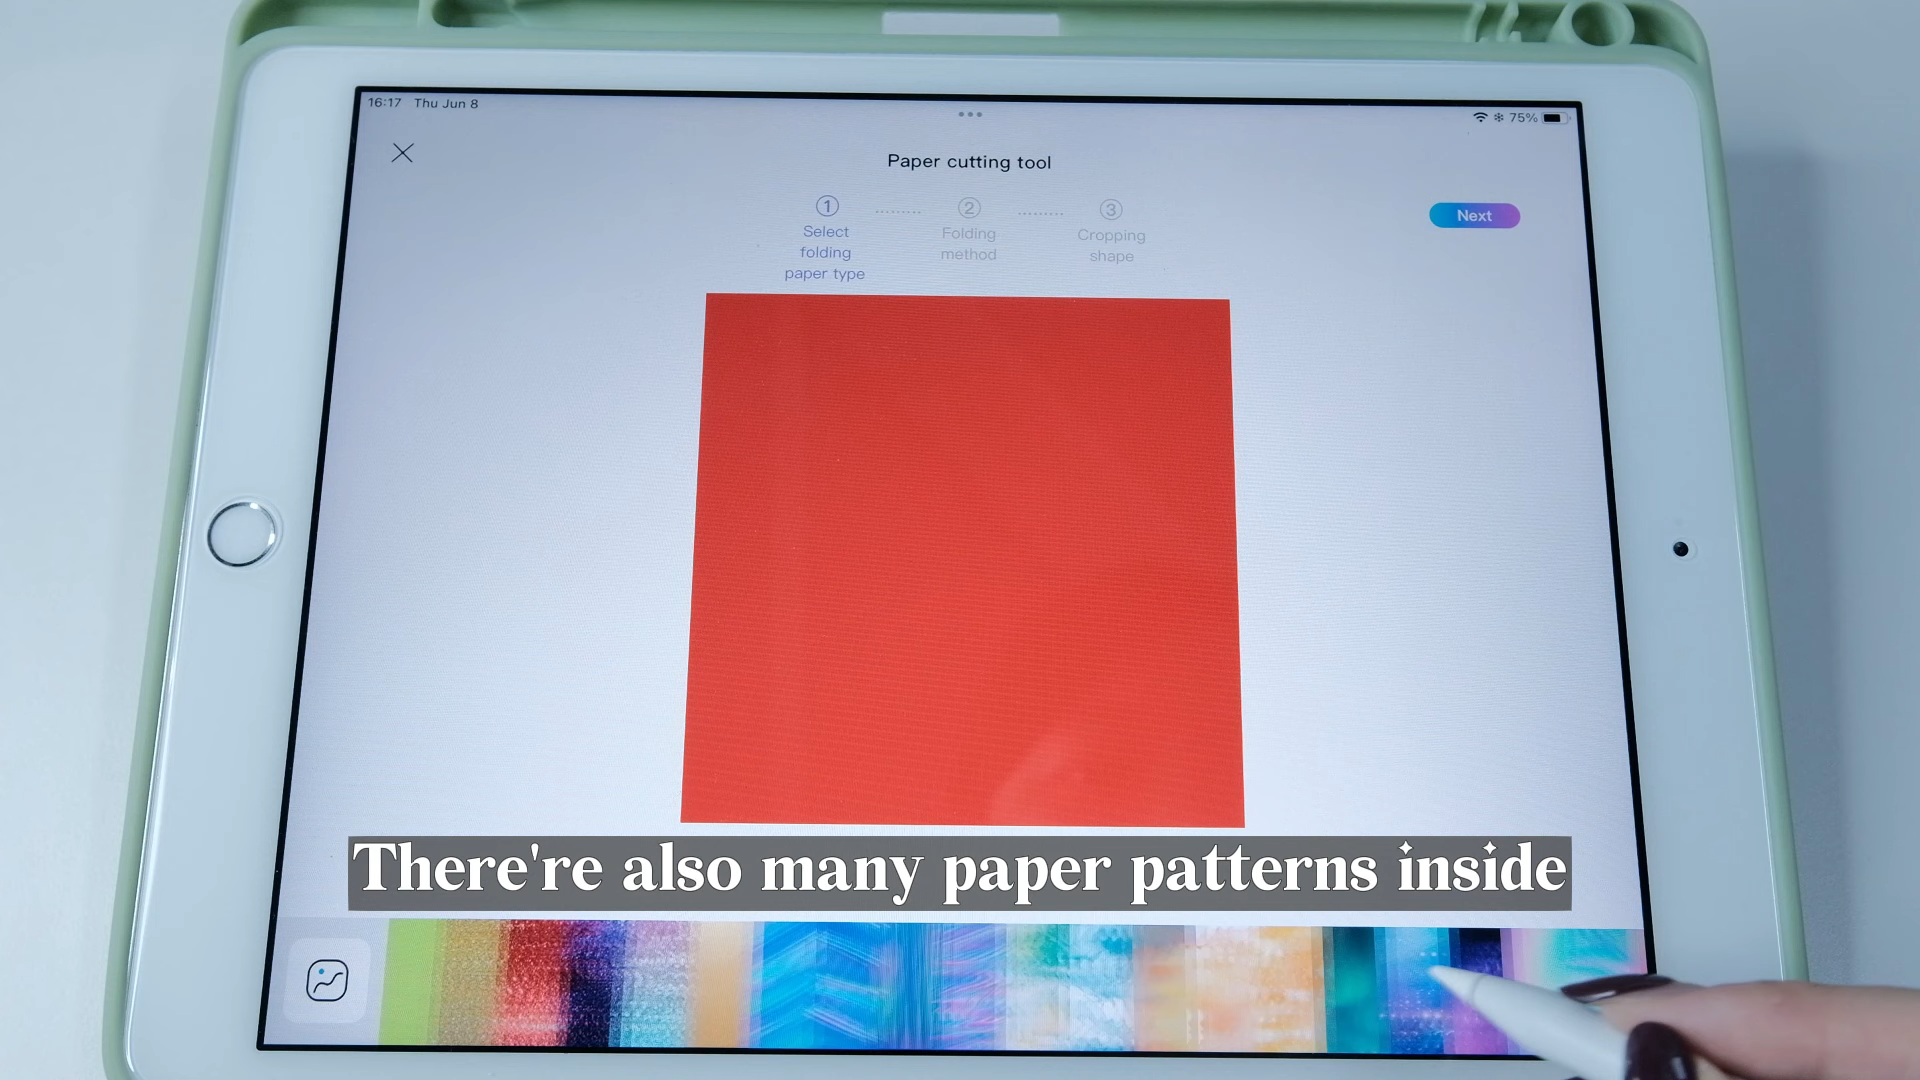 16:17 Thu Jun 8
75%
Paper cutting tool
1
Select
folding
paper type
2
Folding
method
3
Cropping
shape
Next
There're also many paper patterns inside